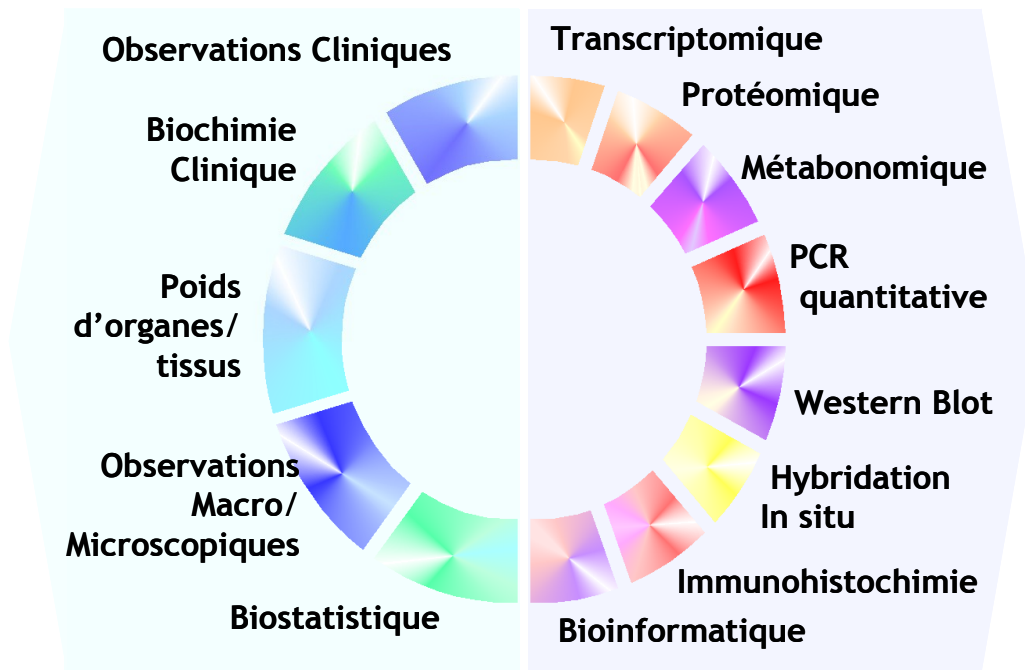 Observations Cliniques
Biochimie
Clinique
Poids
d’organes/
tissus
Observations
Macro/
Microscopiques
Biostatistique
Transcriptomique
Protéomique
Métabonomique
PCR
quantitative
Western Blot
Hybridation
In situ
Immunohistochimie
Bioinformatique